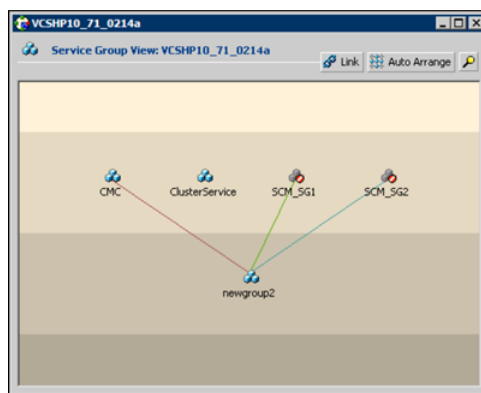 VCSHP10_71_0214a
Service Group View: VCSHP10_71_0214a
Link Auto Arrange
CMC ClusterService SCM_SG1 SCM_SG2
newgroup2